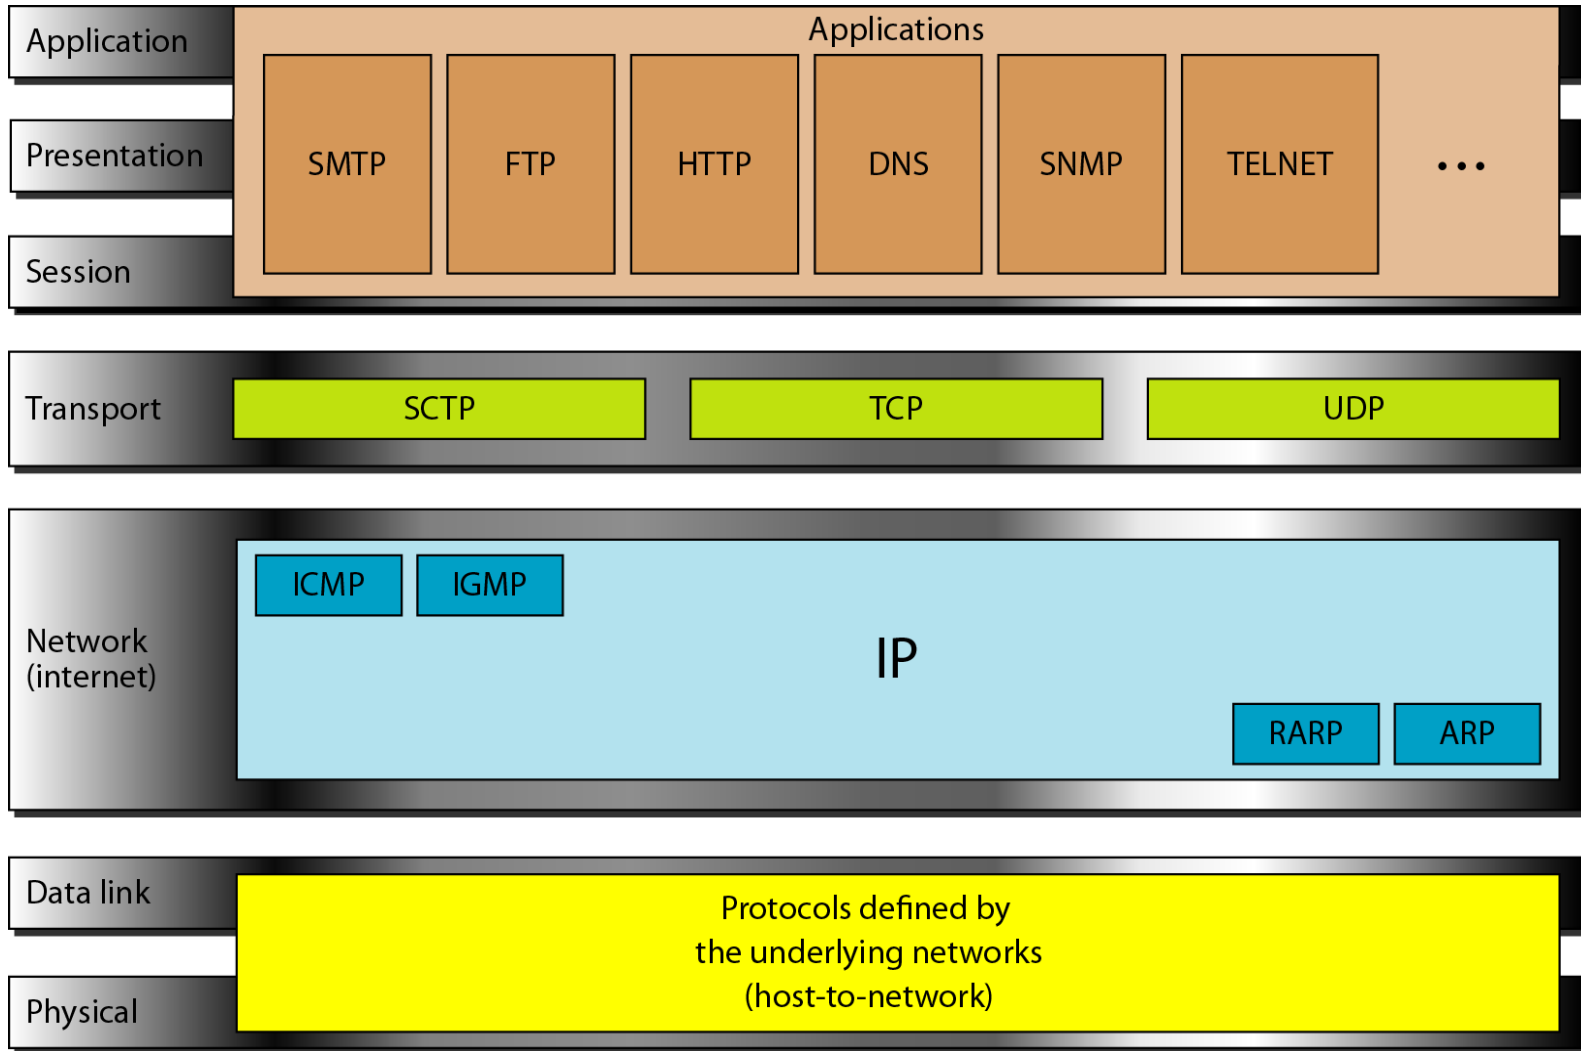 Application
Applications
Presentation
SMTP
FTP
HTTP
DNS
SNMP
TELNET
...
Session
Transport
SCTP
TCP
UDP
Network
(internet)
ICMP
IGMP
IP
RARP
ARP
Data link
Protocols defined by
the underlying networks
(host-to-network)
Physical